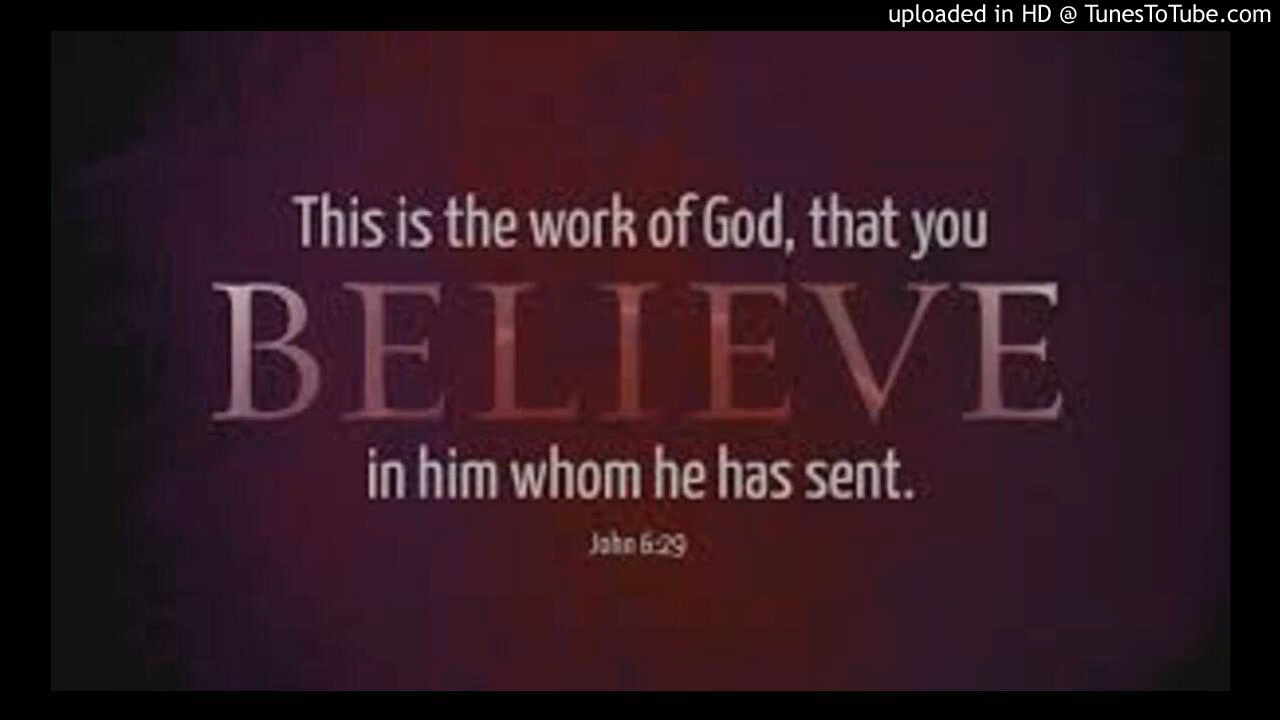 uploaded in HD @ TunesToTube.com
This is the work of God, that you
BELIEVE
in him whom he has sent.
John 6:29